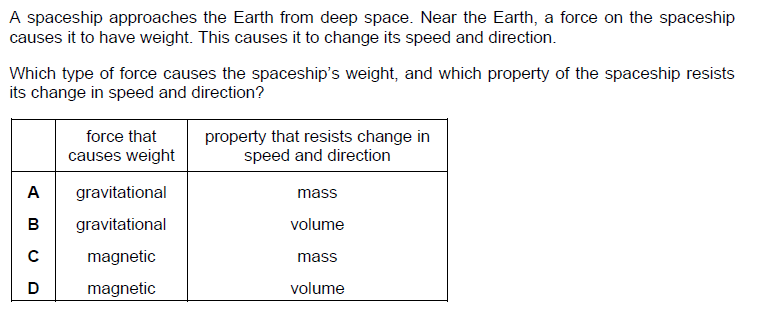 A spaceship approaches the Earth from deep space. Near the Earth, a force on the spaceship
causes it to have weight. This causes it to change its speed and direction.
Which type of force causes the spaceship's weight, and which property of the spaceship resists
its change in speed and direction?
force that property that resists change in
causes weight speed and direction
A gravitational mass
B gravitational volume
C magnetic mass
D magnetic volume